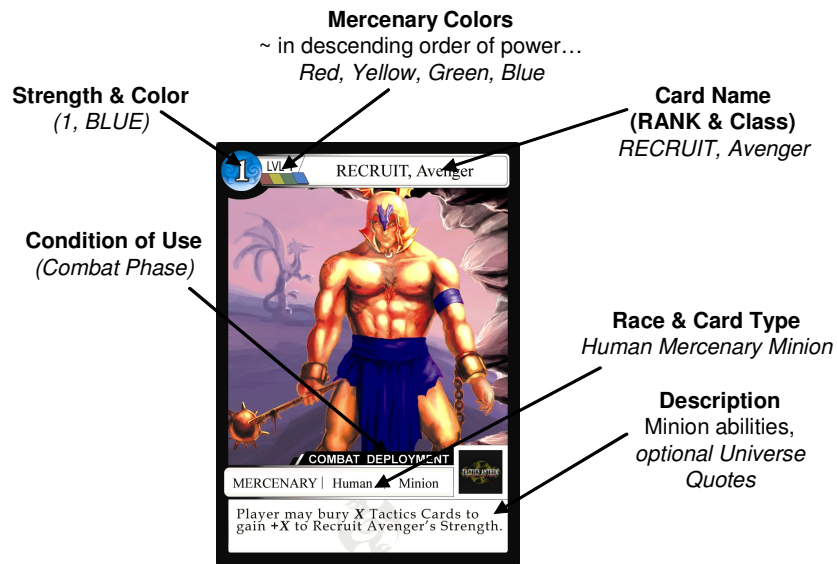 Mercenary Colors
~ in descending order of power…
Red, Yellow, Green, Blue
Strength & Color
(1, BLUE)
Card Name
(RANK & Class)
RECRUIT, Avenger
1
LVL
RECRUIT, Avenger
Condition of Use
(Combat Phase)
Race & Card Type
Human Mercenary Minion
Description
Minion abilities,
optional Universe
Quotes
COMBAT DEPLOYMENT
TACTICS ANTHEM
MERCENARY | Human | Minion
Player may bury X Tactics Cards to
gain +X to Recruit Avenger's Strength.